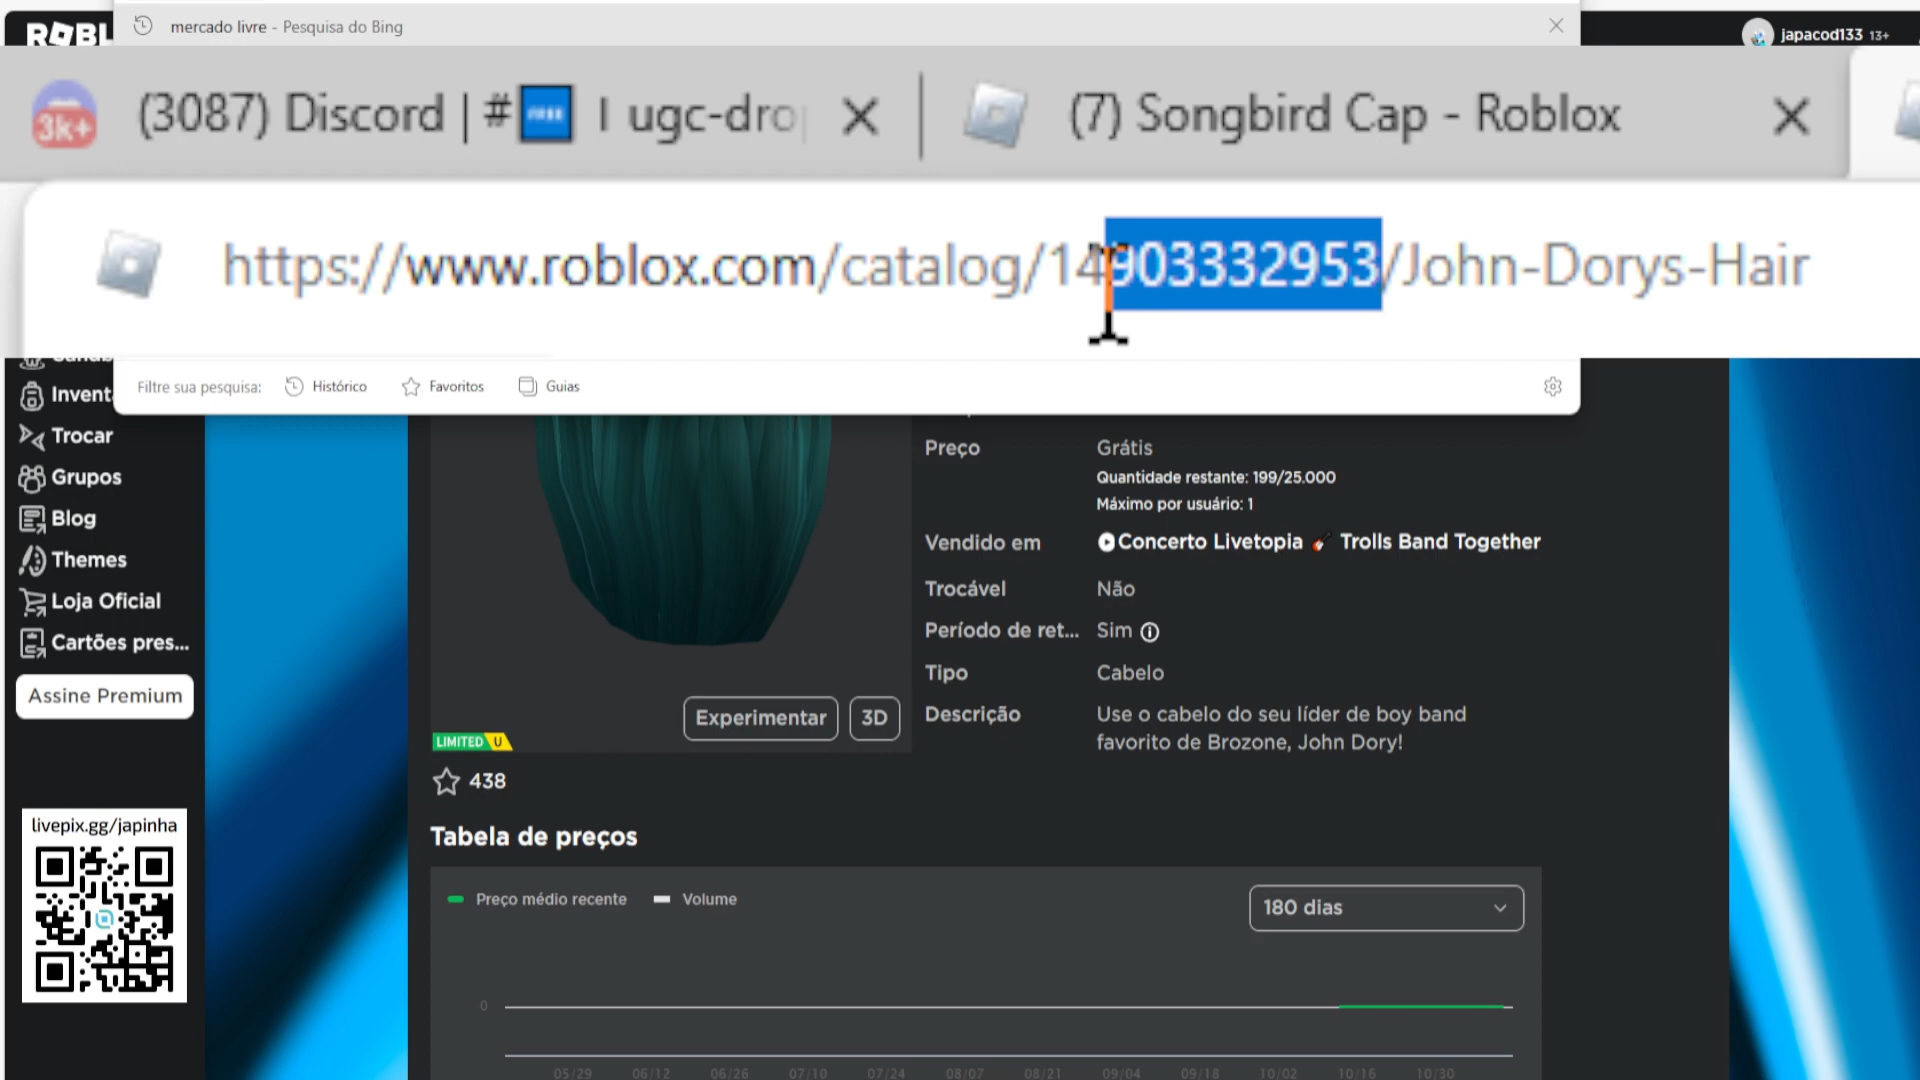 mercado livre - Pesquisa do Bing
japacod133 13+
3k+
(3087) Discord | # FREE | ugc-dro
(7) Songbird Cap - Roblox
https://www.roblox.com/catalog/14903332953/John-Dorys-Hair
Filtre sua pesquisa: Histórico Favoritos Guias
Invent
Trocar
Grupos
Blog
Themes
Loja Oficial
Cartões pres...
Assine Premium
livepix.gg/japinha
Preço Grátis
Quantidade restante: 199/25.000
Máximo por usuário: 1
Vendido em Concerto Livetopia 🎸 Trolls Band Together
Trocável Não
Período de ret... Sim
Tipo Cabelo
Descrição Use o cabelo do seu líder de boy band
favorito de Brozone, John Dory!
Experimentar 3D
LIMITED U
438
Tabela de preços
Preço médio recente Volume
180 dias
0
05/29 06/12 06/26 07/10 07/24 08/07 08/21 09/04 09/18 10/02 10/16 10/30